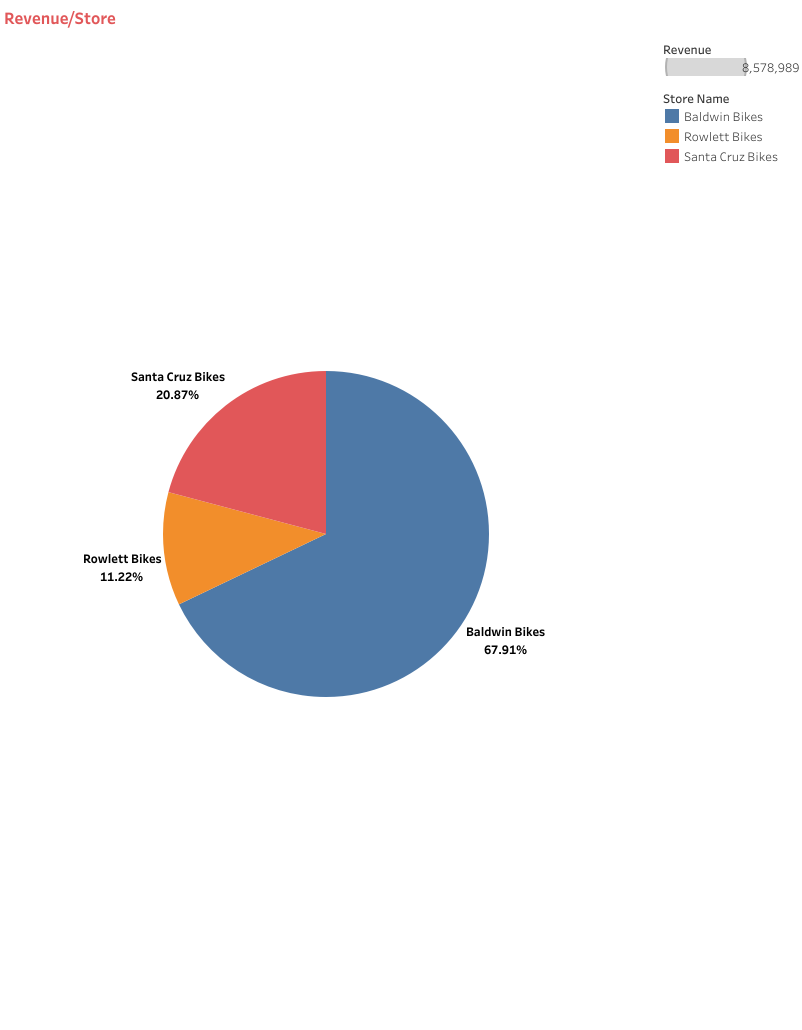 Revenue/Store
Revenue
8,578,989
Store Name
Baldwin Bikes
Rowlett Bikes
Santa Cruz Bikes
Santa Cruz Bikes
20.87%
Rowlett Bikes
11.22%
Baldwin Bikes
67.91%